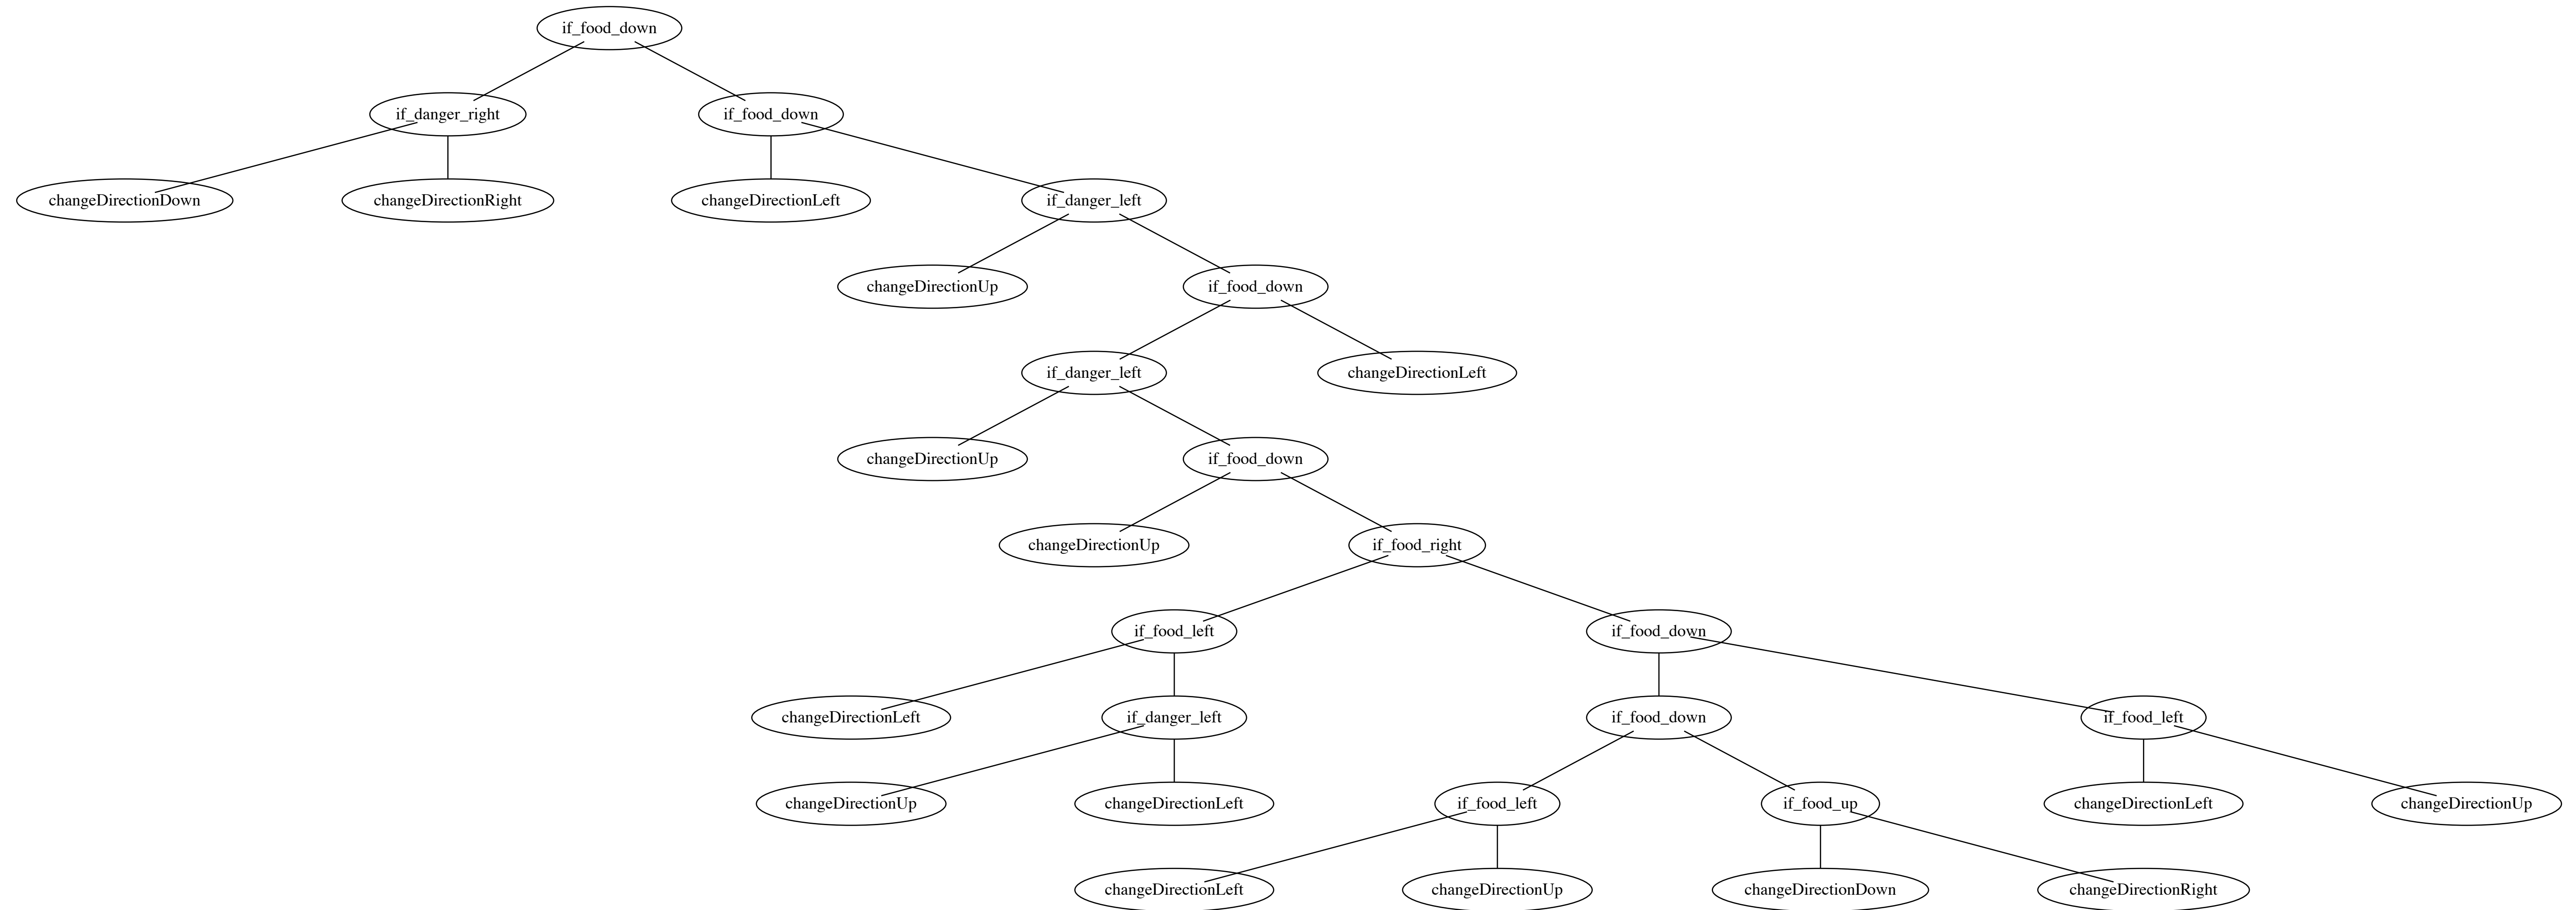 if_food_down
if_danger_right
if_food_down
changeDirectionDown
changeDirectionRight
changeDirectionLeft
if_danger_left
changeDirectionUp
if_food_down
if_danger_left
changeDirectionLeft
changeDirectionUp
if_food_down
changeDirectionUp
if_food_right
if_food_left
if_food_down
changeDirectionLeft
if_danger_left
if_food_down
if_food_left
changeDirectionUp
changeDirectionLeft
if_food_left
if_food_up
changeDirectionLeft
changeDirectionUp
changeDirectionLeft
changeDirectionUp
changeDirectionDown
changeDirectionRight